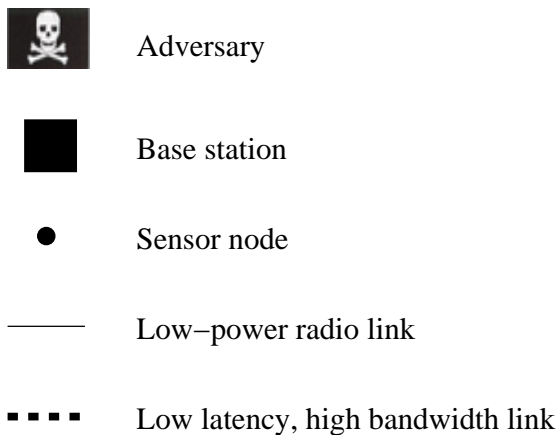 Adversary
Base station
Sensor node
Low−power radio link
Low latency, high bandwidth link